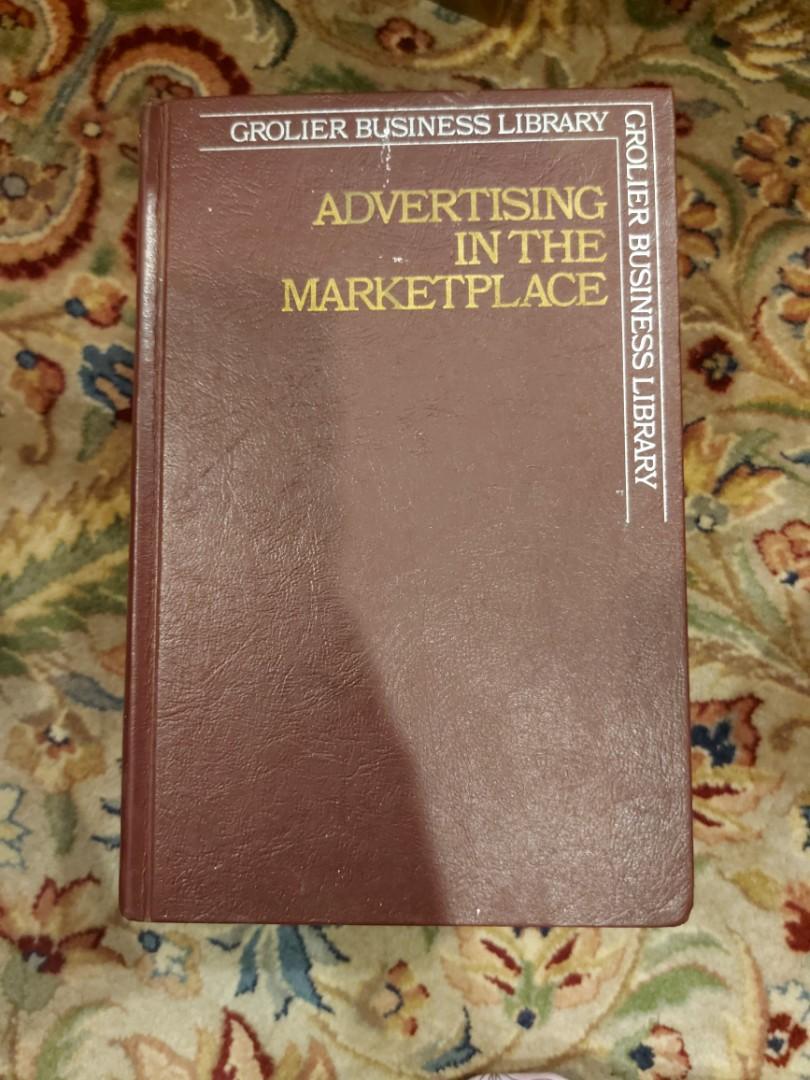 GROLIER BUSINESS LIBRARY
ADVERTISING
IN THE
MARKETPLACE
GROLIER BUSINESS LIBRARY